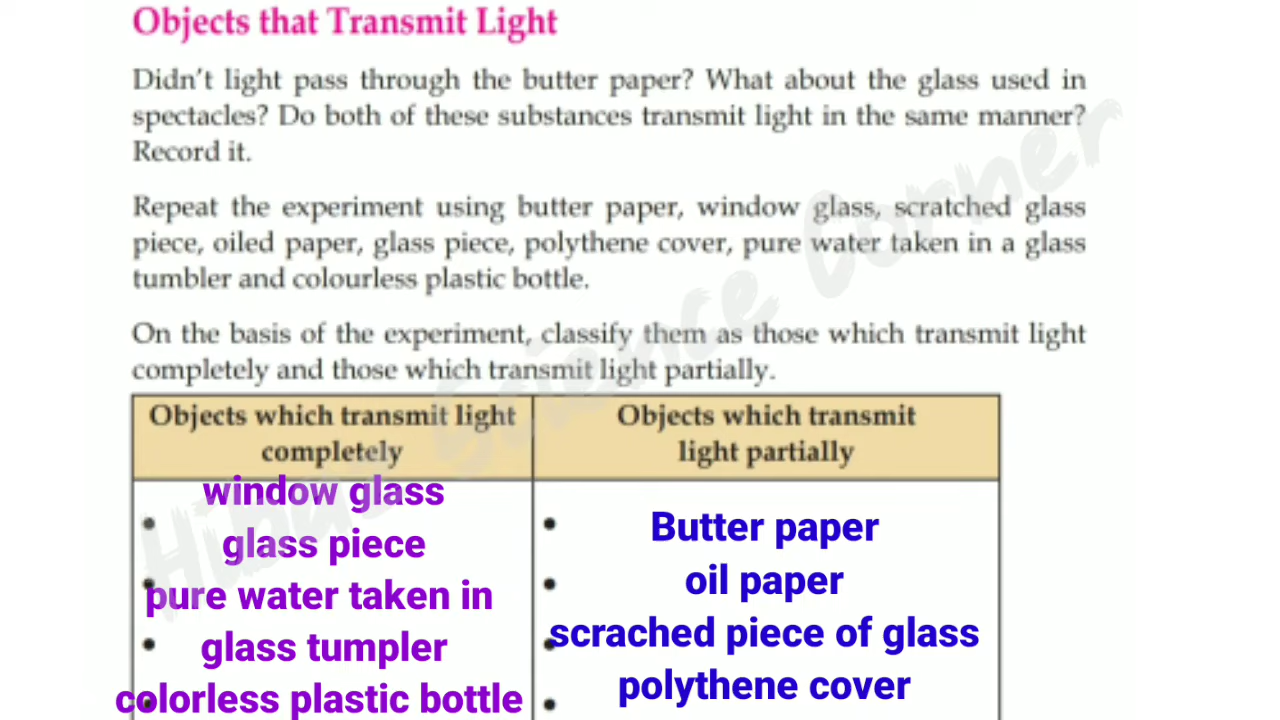 Objects that Transmit Light
Didn't light pass through the butter paper? What about the glass used in
spectacles? Do both of these substances transmit light in the same manner?
Record it.
Repeat the experiment using butter paper, window glass, scratched glass
piece, oiled paper, glass piece, polythene cover, pure water taken in a glass
tumbler and colourless plastic bottle.
On the basis of the experiment, classify them as those which transmit light
completely and those which transmit light partially.
Objects which transmit light
completely
Objects which transmit
light partially
window glass
glass piece
pure water taken in
glass tumpler
colorless plastic bottle
Butter paper
oil paper
scrached piece of glass
polythene cover
Science Corner